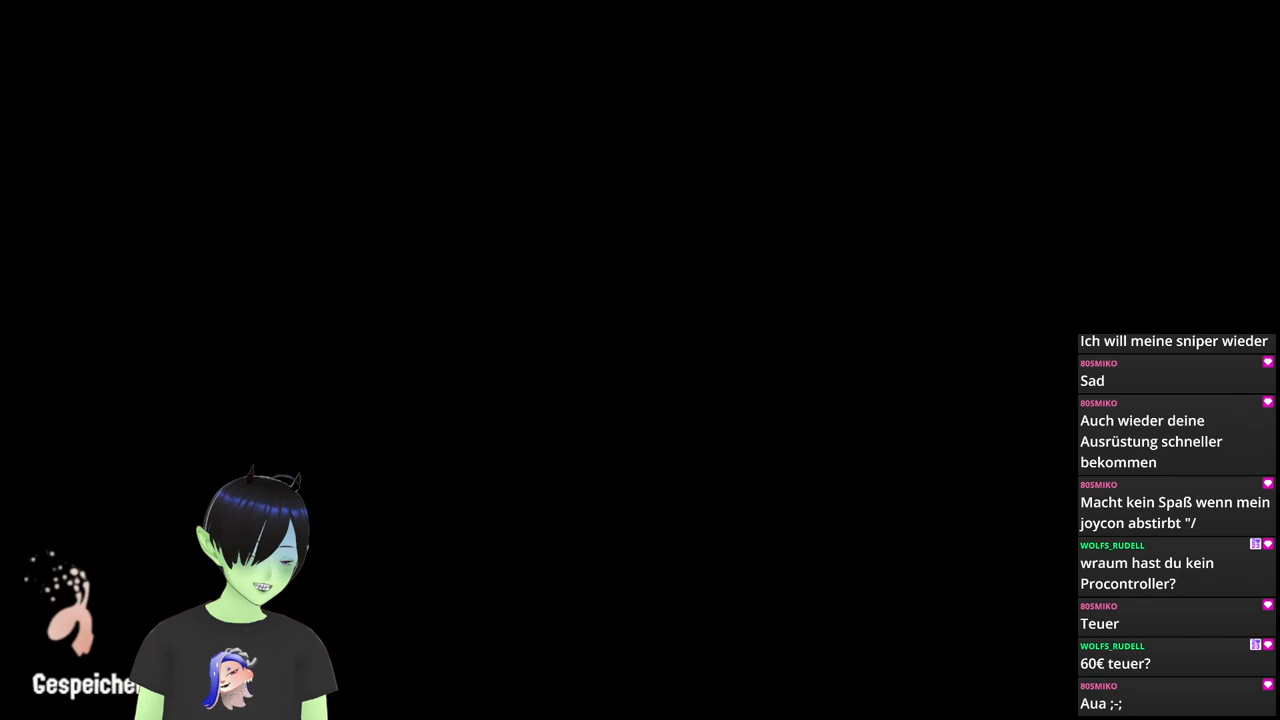 Ich will meine sniper wieder
80SMIKO
Sad
80SMIKO
Auch wieder deine
Ausrüstung schneller
bekommen
80SMIKO
Macht kein Spaß wenn mein
joycon abstirbt "/
WOLFS_RUDELL
wraum hast du kein
Procontroller?
80SMIKO
Teuer
WOLFS_RUDELL
60€ teuer?
80SMIKO
Aua ;-;
Gespeicher